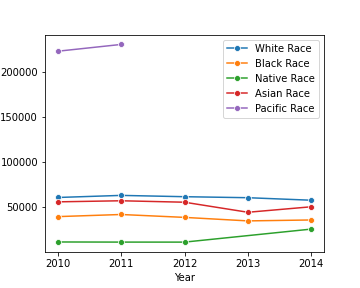 White Race
Black Race
Native Race
Asian Race
Pacific Race
200000
150000
100000
50000
2010 2011 2012 2013 2014
Year